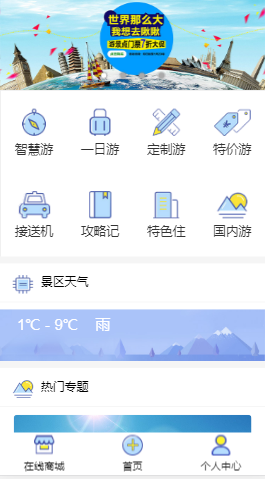 世界那么大
我想去瞅瞅
游景点门票7折大促
智慧游
一日游
定制游
特价游
接送机
攻略记
特色住
国内游
景区天气
1℃ - 9℃ 雨
热门专题
在线商城
首页
个人中心